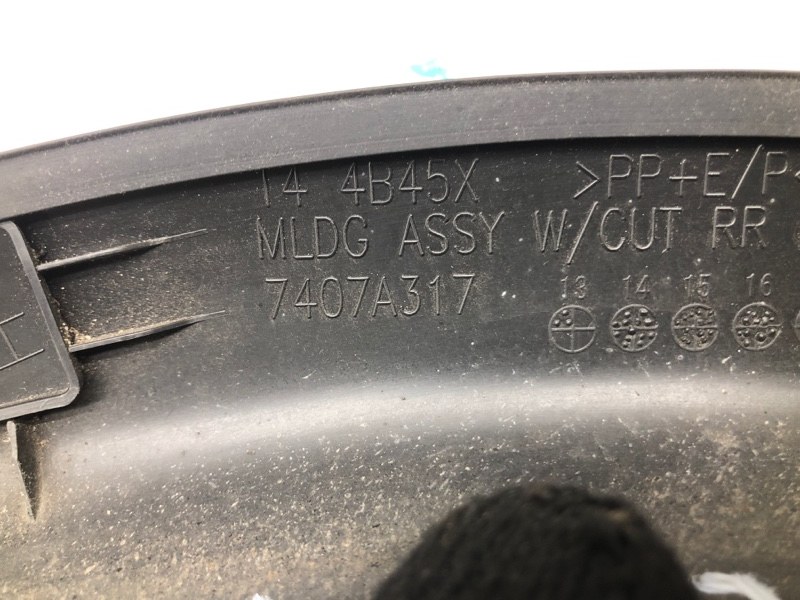 14 4B45X >PP+E/P
MLDG ASSY W/CUT RR
7407A317 13 14 15 16